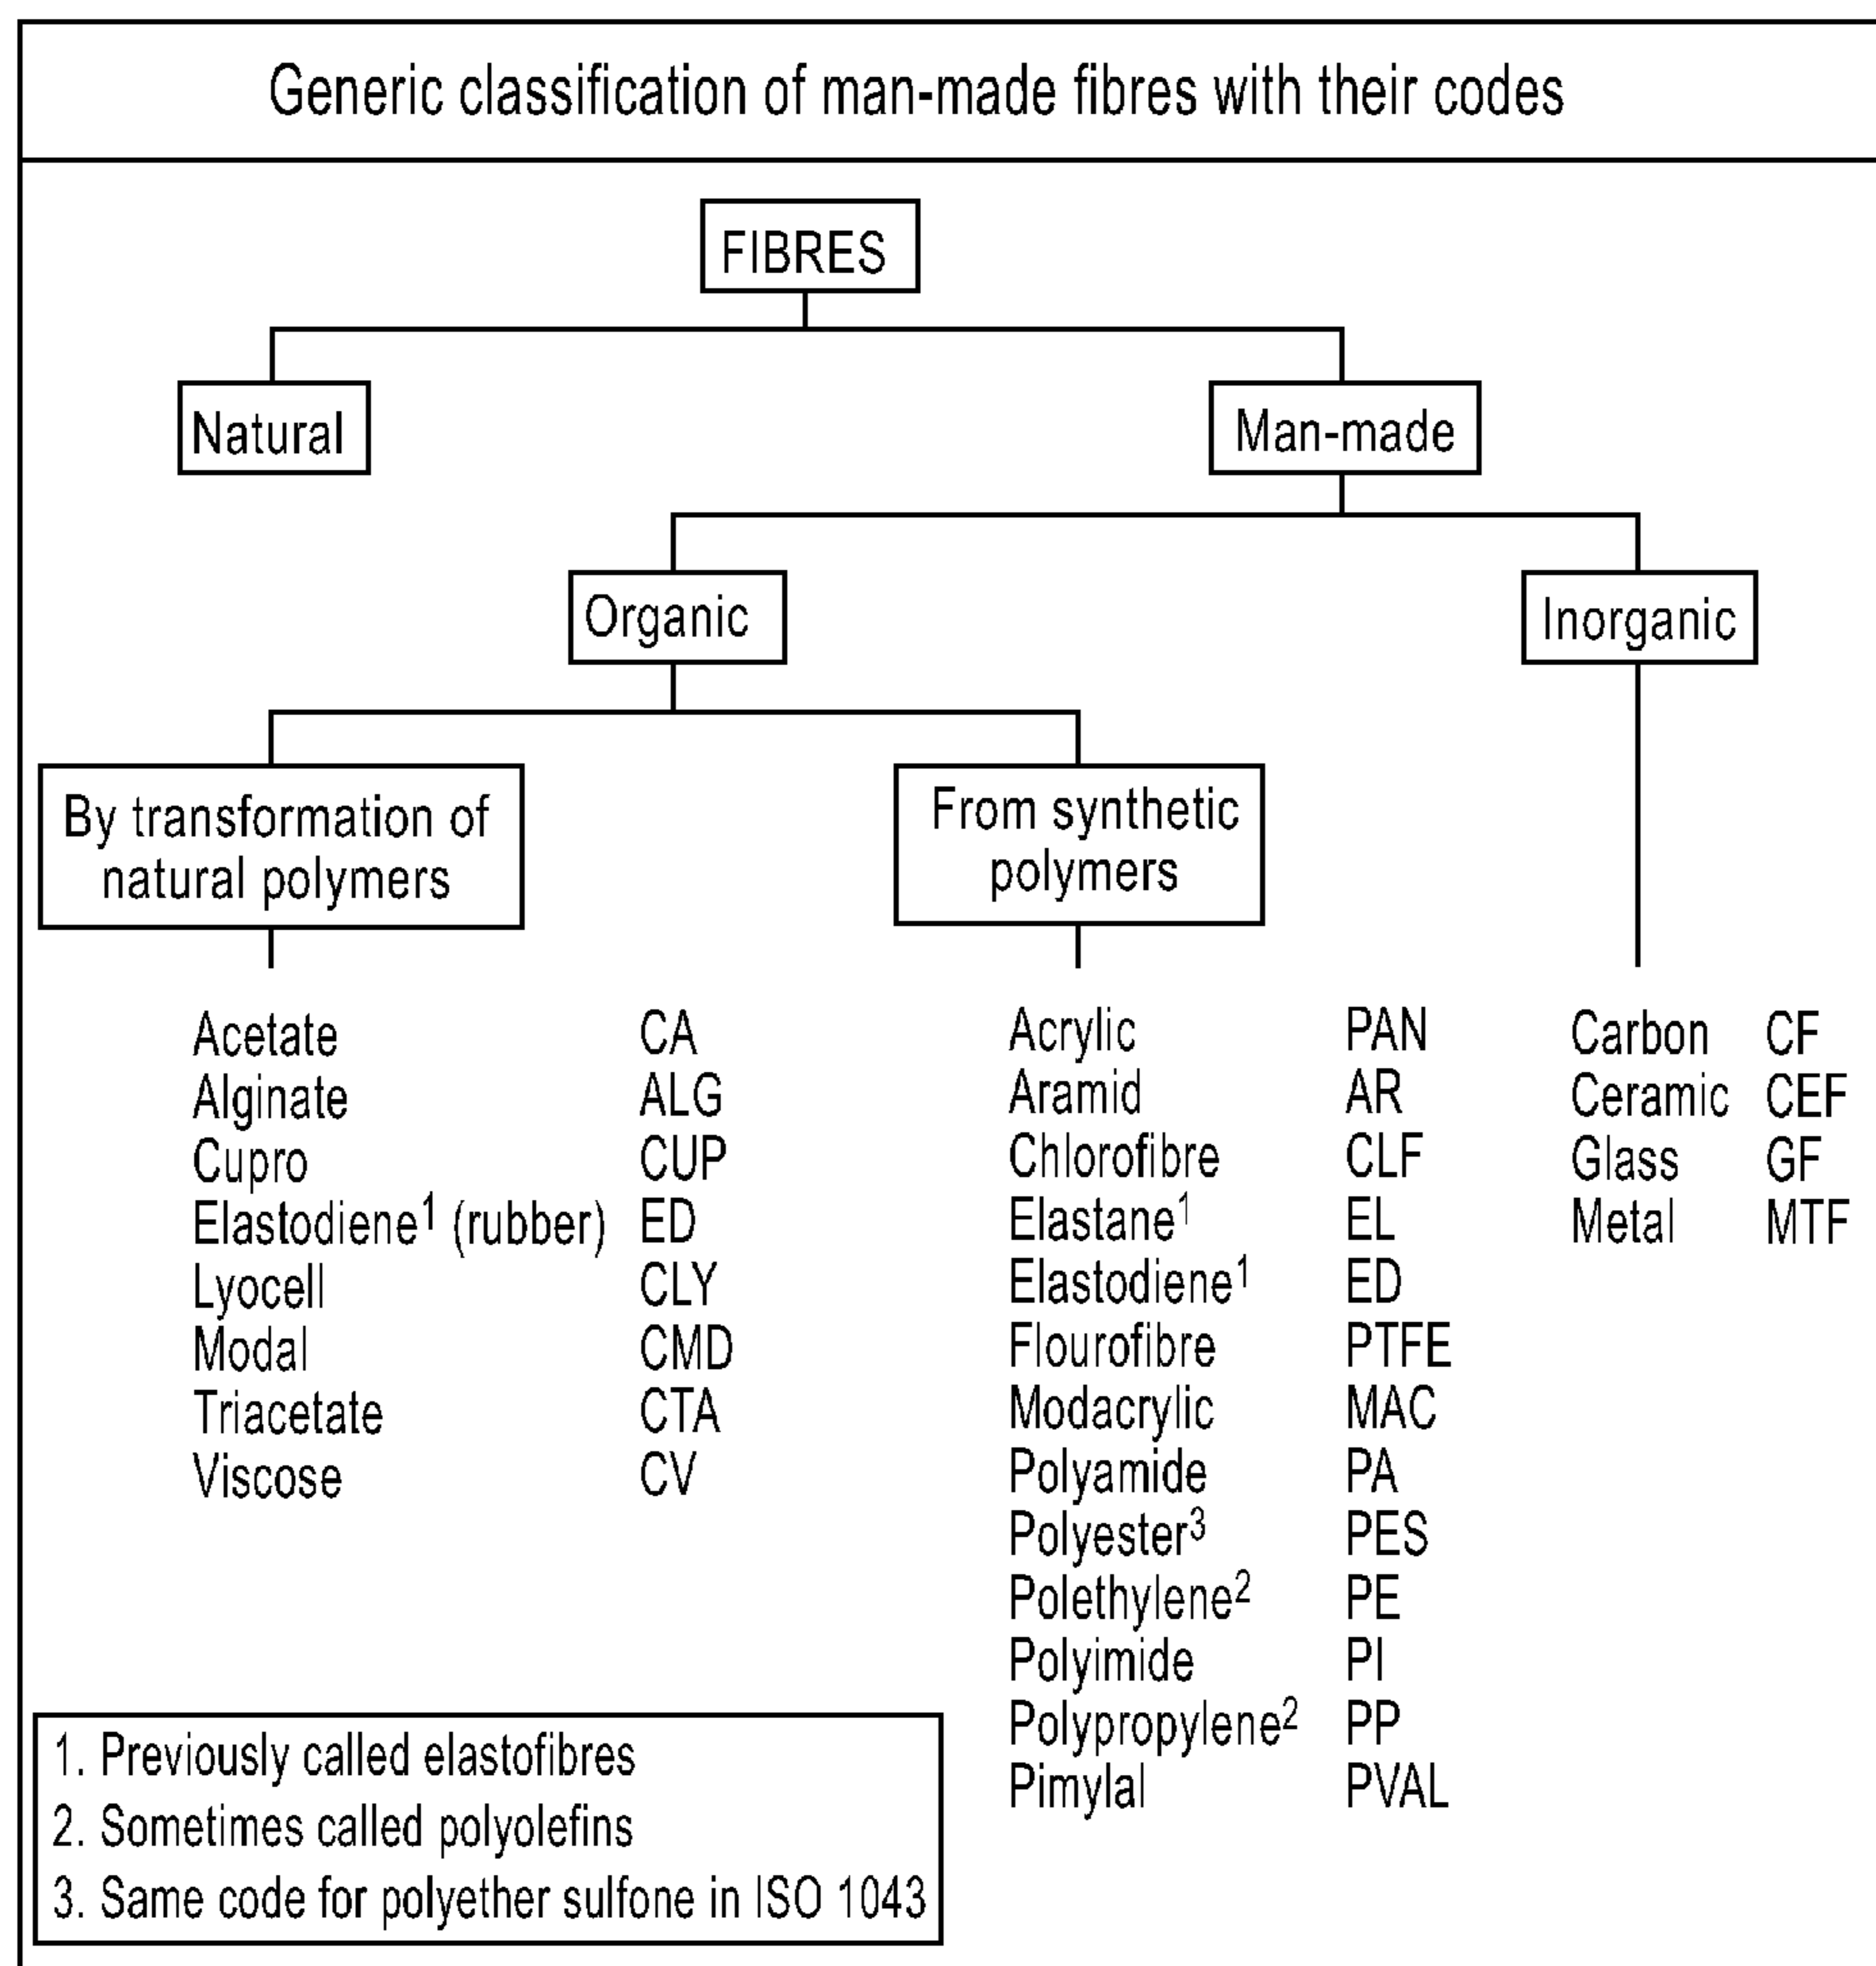 Generic classification of man-made fibres with their codes
FIBRES
Natural
Man-made
Organic
Inorganic
By transformation of
natural polymers
From synthetic
polymers
Acetate CA
Alginate ALG
Cupro CUP
Elastodiene¹ (rubber) ED
Lyocell CLY
Modal CMD
Triacetate CTA
Viscose CV
Acrylic PAN
Aramid AR
Chlorofibre CLF
Elastane¹ EL
Elastodiene¹ ED
Flourofibre PTFE
Modacrylic MAC
Polyamide PA
Polyester³ PES
Polethylene² PE
Polyimide PI
Polypropylene² PP
Pimylal PVAL
Carbon CF
Ceramic CEF
Glass GF
Metal MTF
1. Previously called elastofibres
2. Sometimes called polyolefins
3. Same code for polyether sulfone in ISO 1043